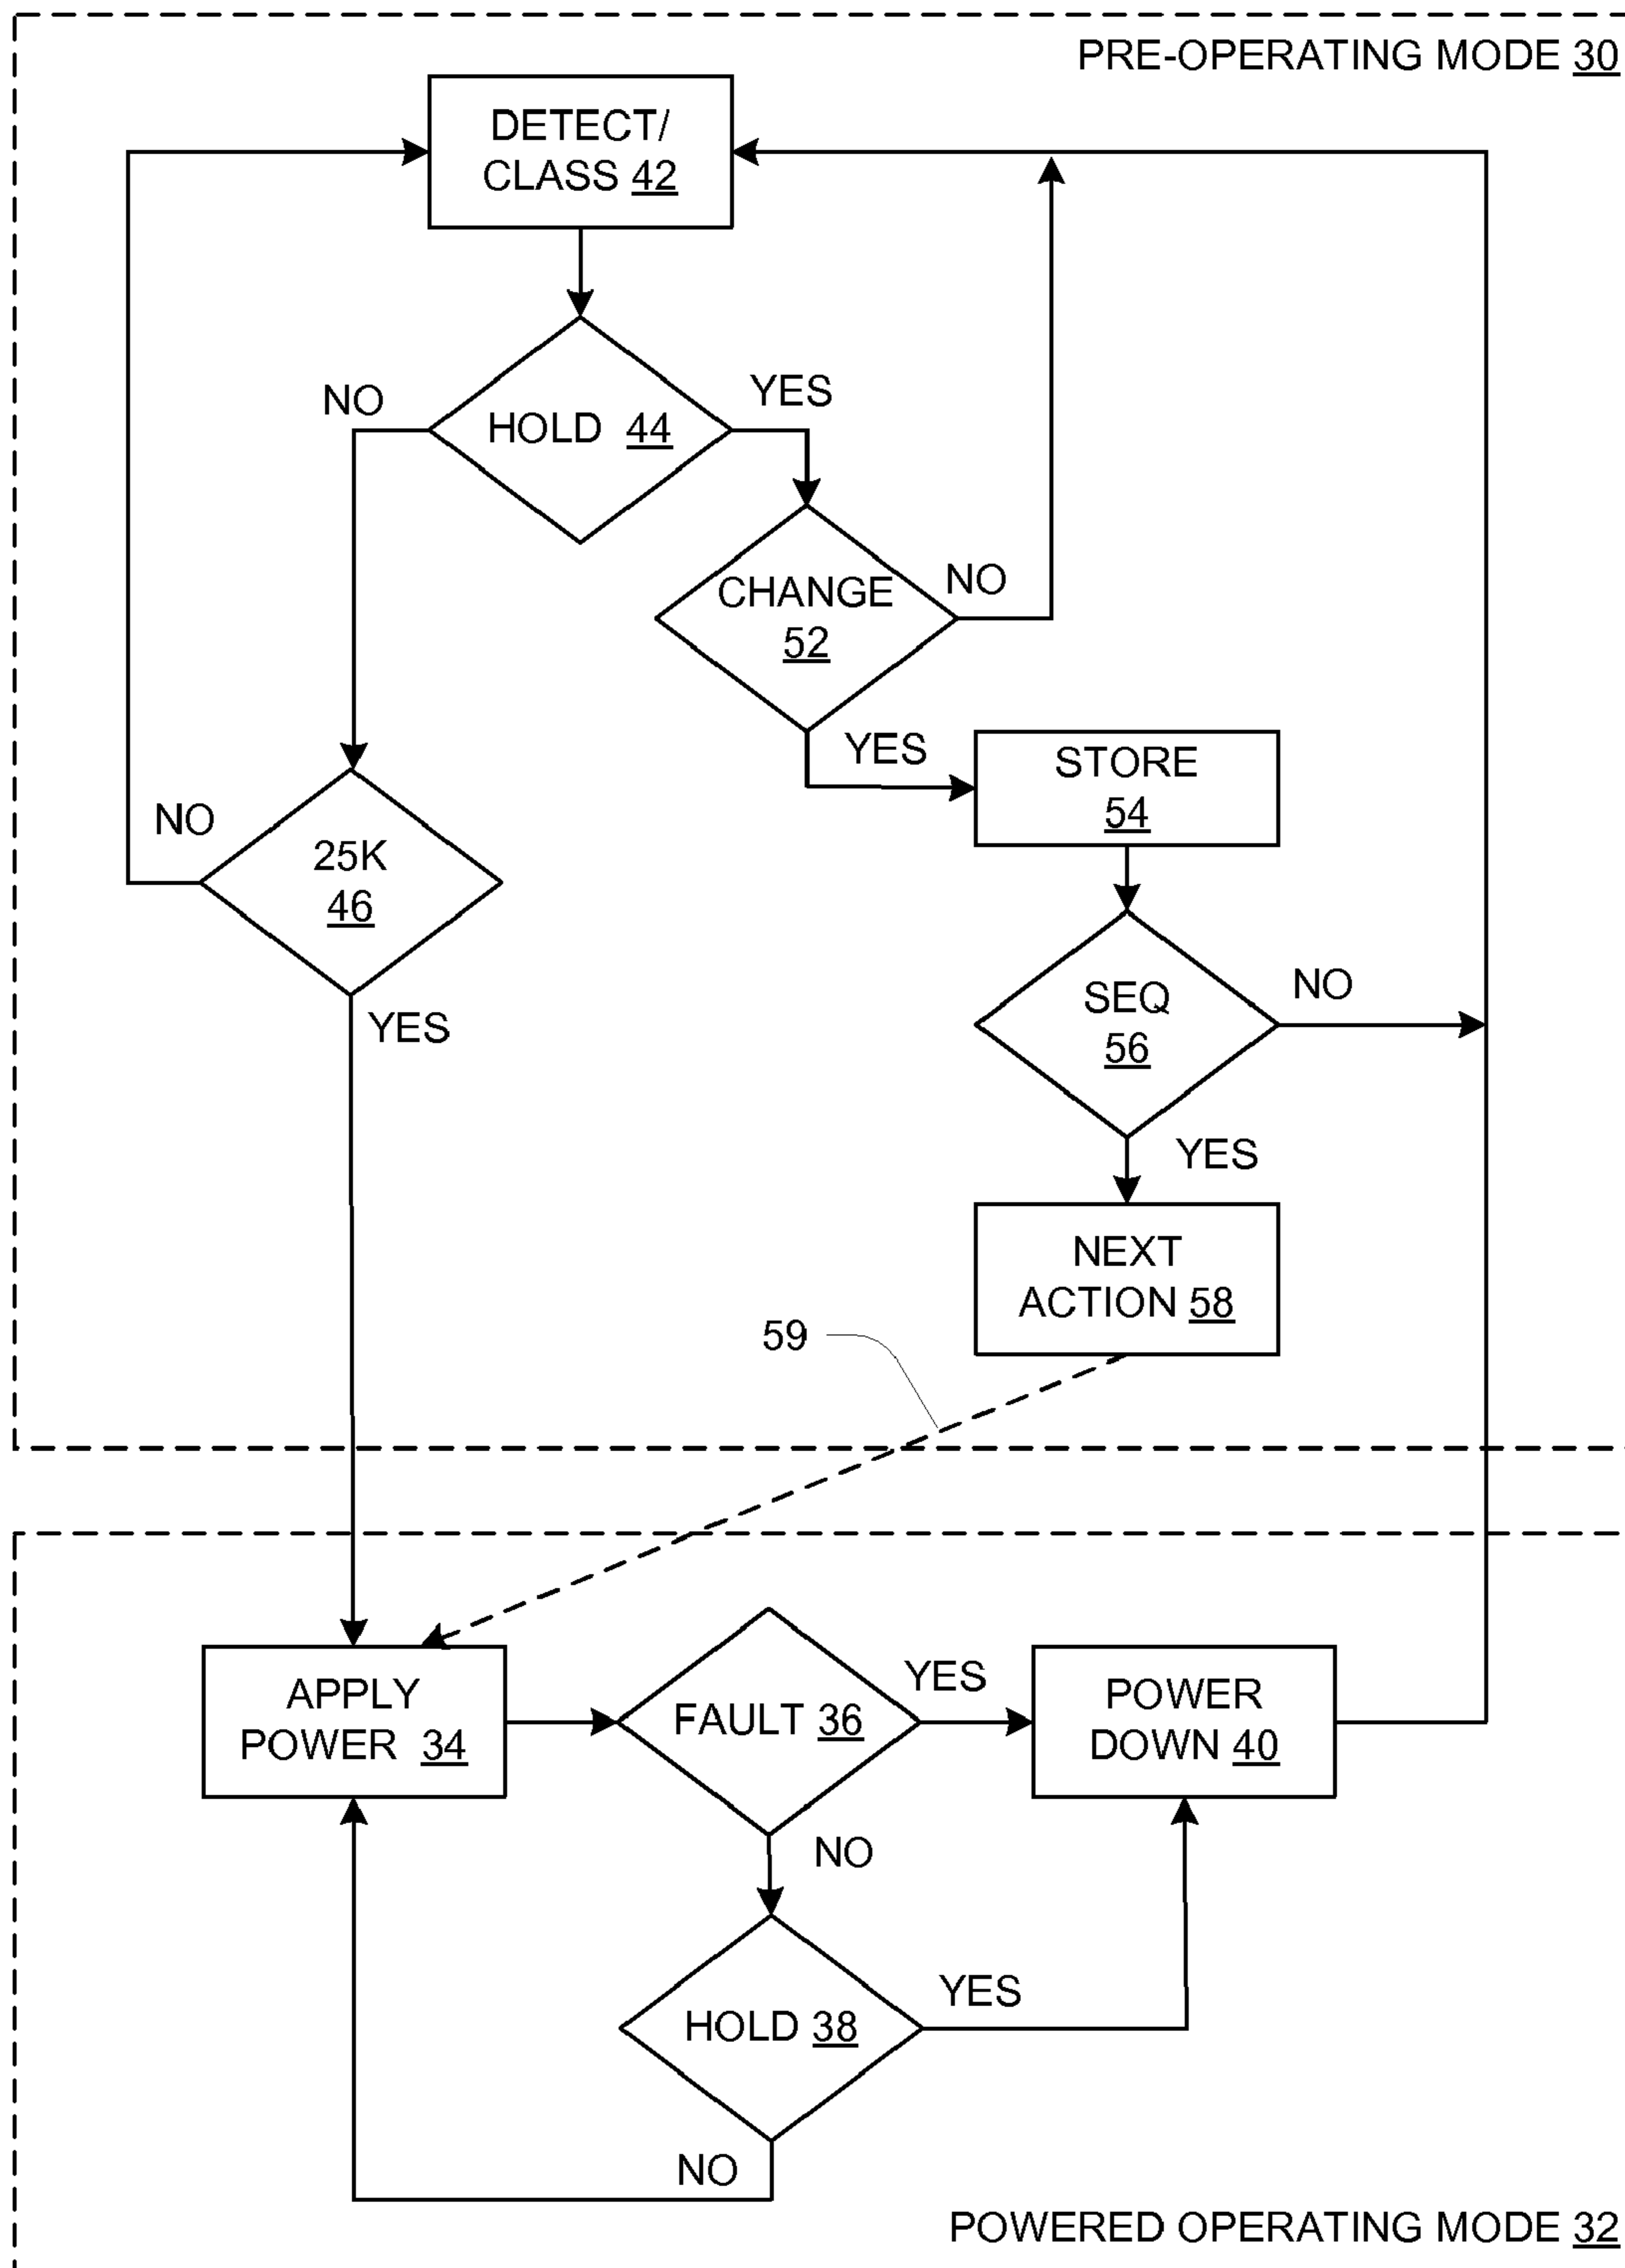 PRE-OPERATING MODE 30
DETECT/
CLASS 42
NO
YES
HOLD 44
CHANGE
52
NO
YES
STORE
54
NO
25K
46
YES
SEQ
56
NO
YES
NEXT
ACTION 58
59
APPLY
POWER 34
FAULT 36
YES
POWER
DOWN 40
NO
HOLD 38
YES
NO
POWERED OPERATING MODE 32